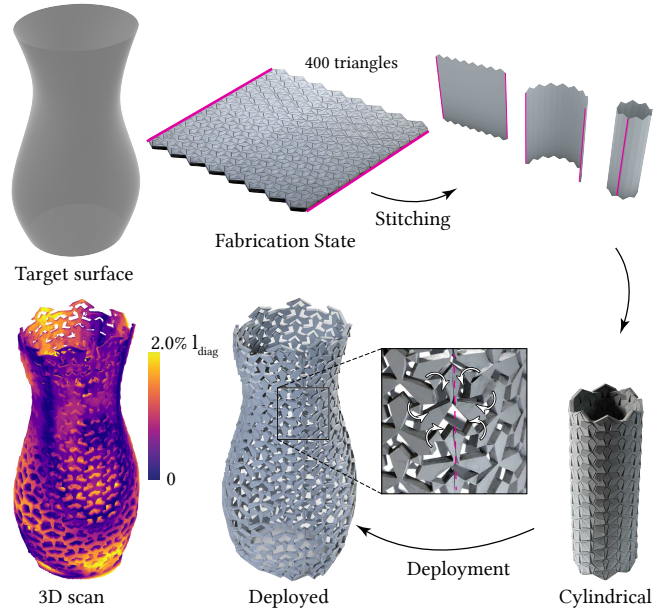 400 triangles
Stitching
Fabrication State
Target surface
2.0% l_diag
0
3D scan
Deployed
Deployment
Cylindrical